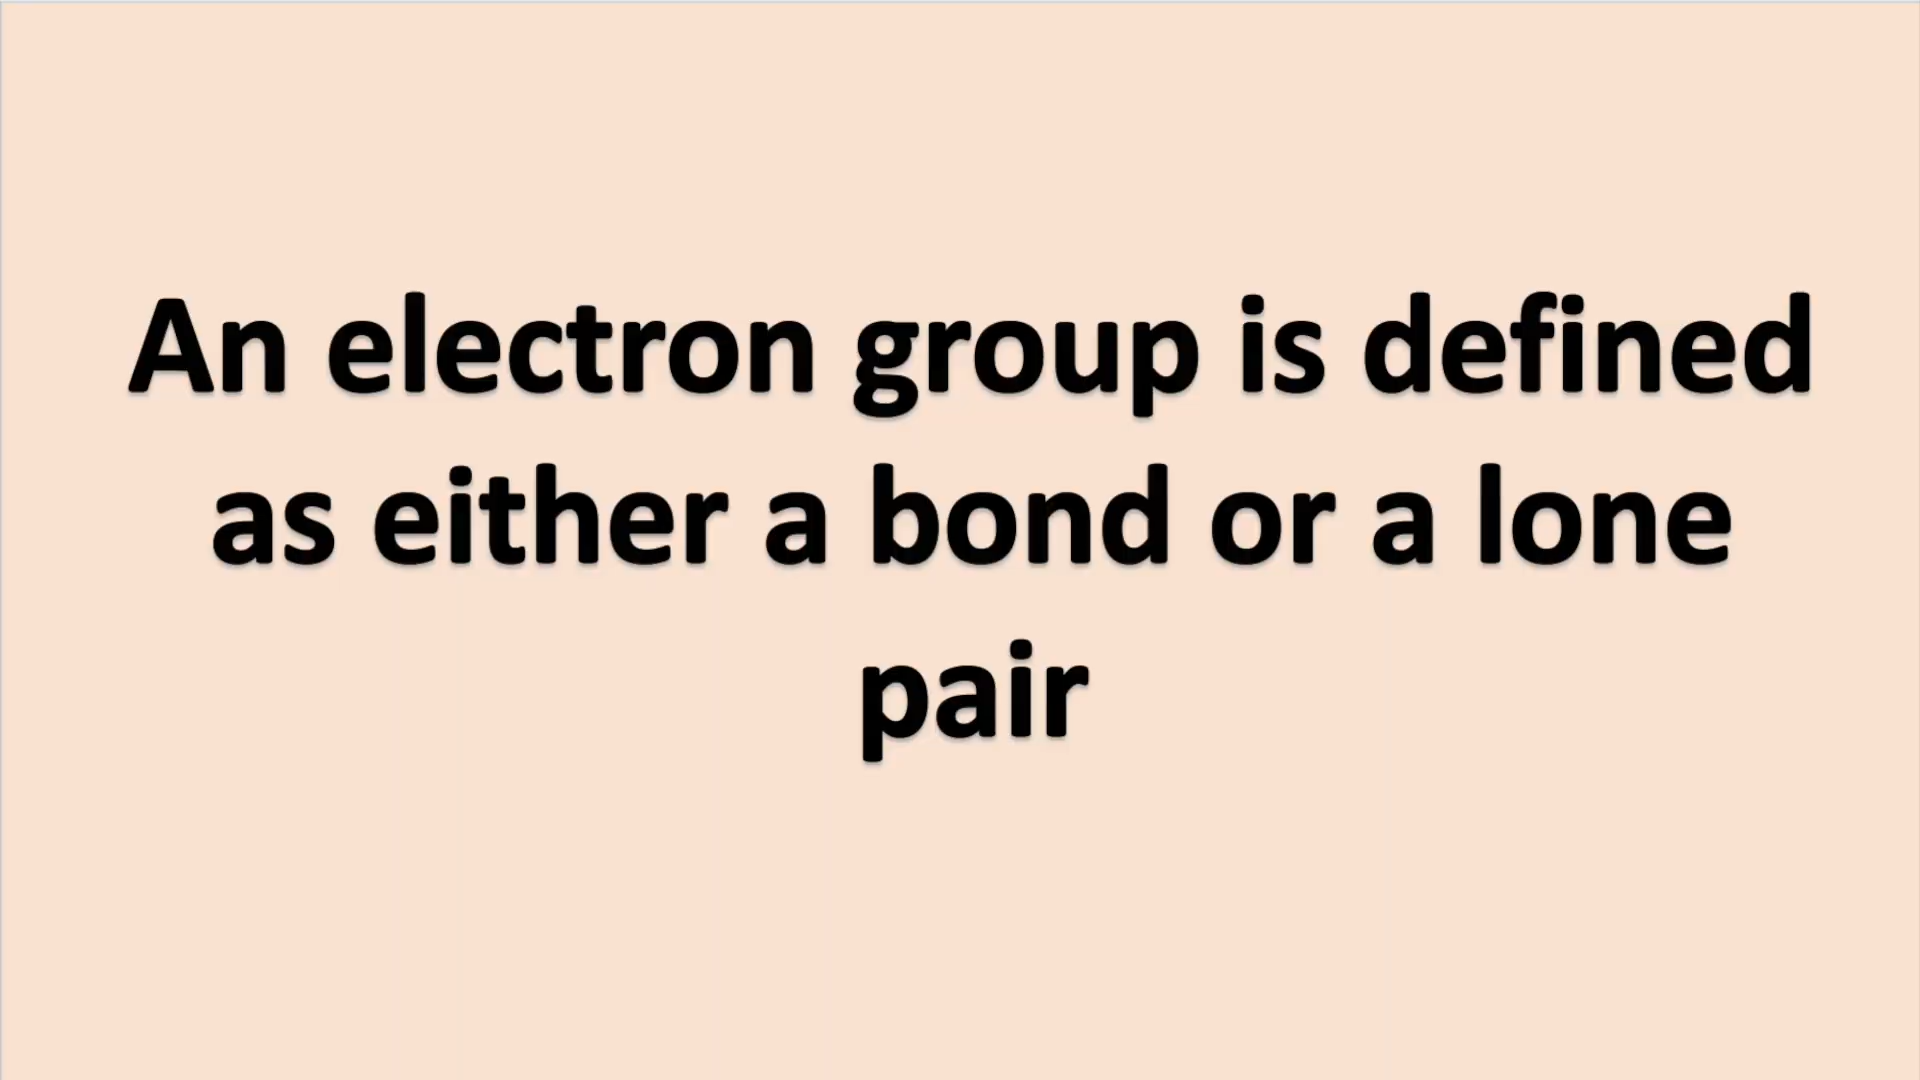 An electron group is defined
as either a bond or a lone
pair